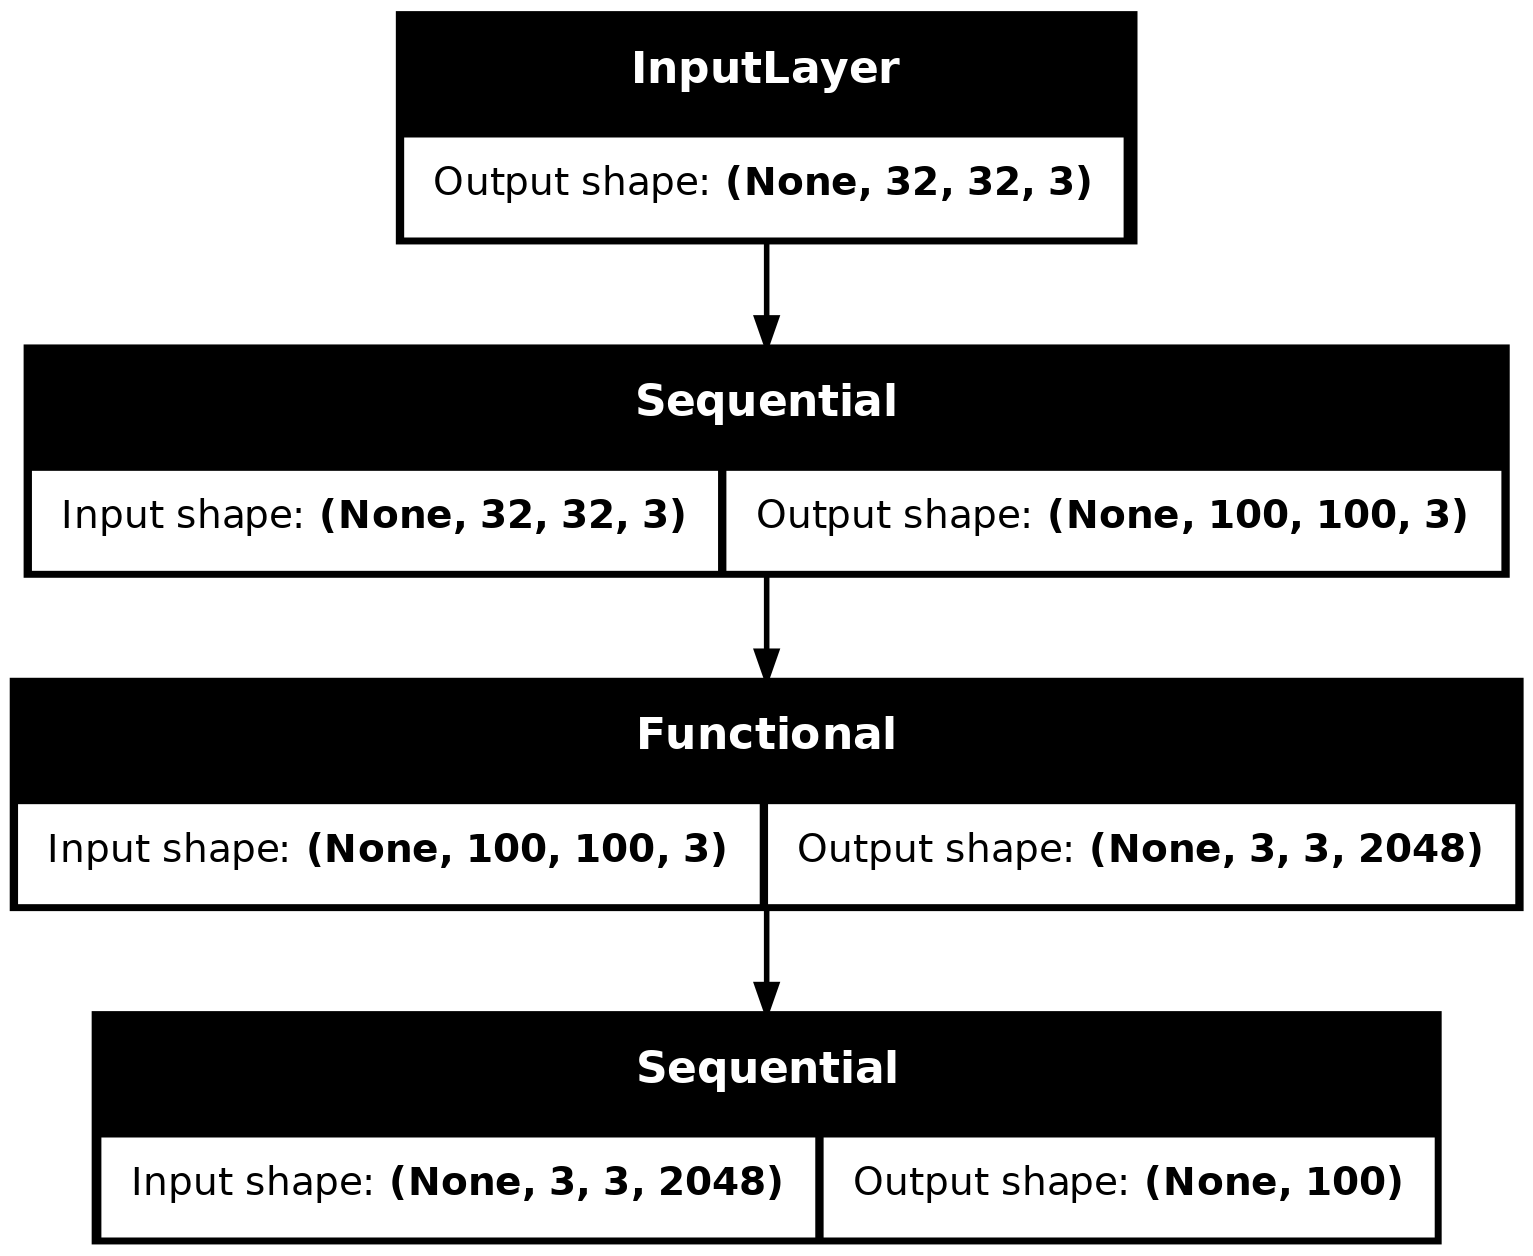 InputLayer
Output shape: (None, 32, 32, 3)
Sequential
Input shape: (None, 32, 32, 3) Output shape: (None, 100, 100, 3)
Functional
Input shape: (None, 100, 100, 3) Output shape: (None, 3, 3, 2048)
Sequential
Input shape: (None, 3, 3, 2048) Output shape: (None, 100)